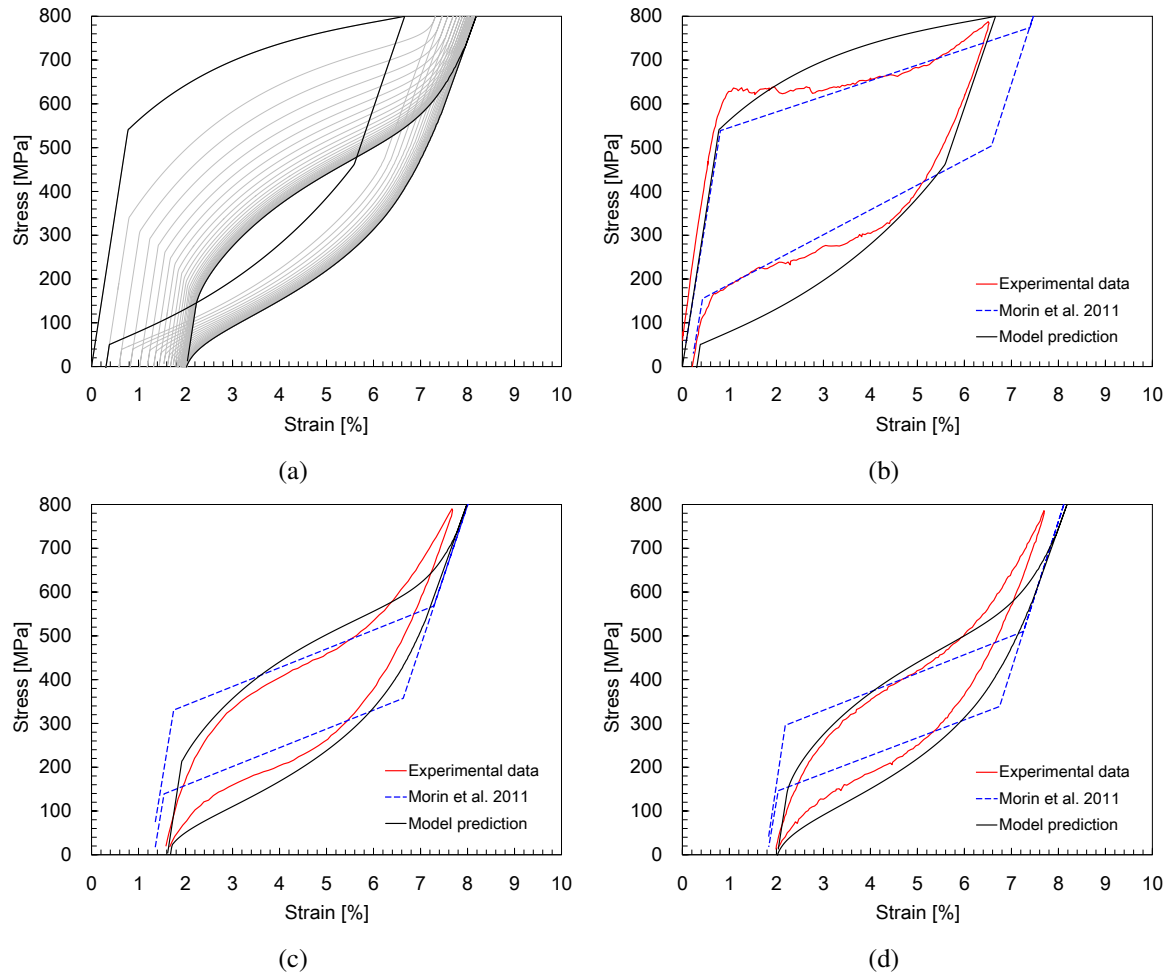 800
700
600
500
400
300
200
100
0
Stress [MPa]
0 1 2 3 4 5 6 7 8 9 10
Strain [%]
(a)
800
700
600
500
400
300
200
100
0
Stress [MPa]
Experimental data
Morin et al. 2011
Model prediction
0 1 2 3 4 5 6 7 8 9 10
Strain [%]
(b)
800
700
600
500
400
300
200
100
0
Stress [MPa]
Experimental data
Morin et al. 2011
Model prediction
0 1 2 3 4 5 6 7 8 9 10
Strain [%]
(c)
800
700
600
500
400
300
200
100
0
Stress [MPa]
Experimental data
Morin et al. 2011
Model prediction
0 1 2 3 4 5 6 7 8 9 10
Strain [%]
(d)